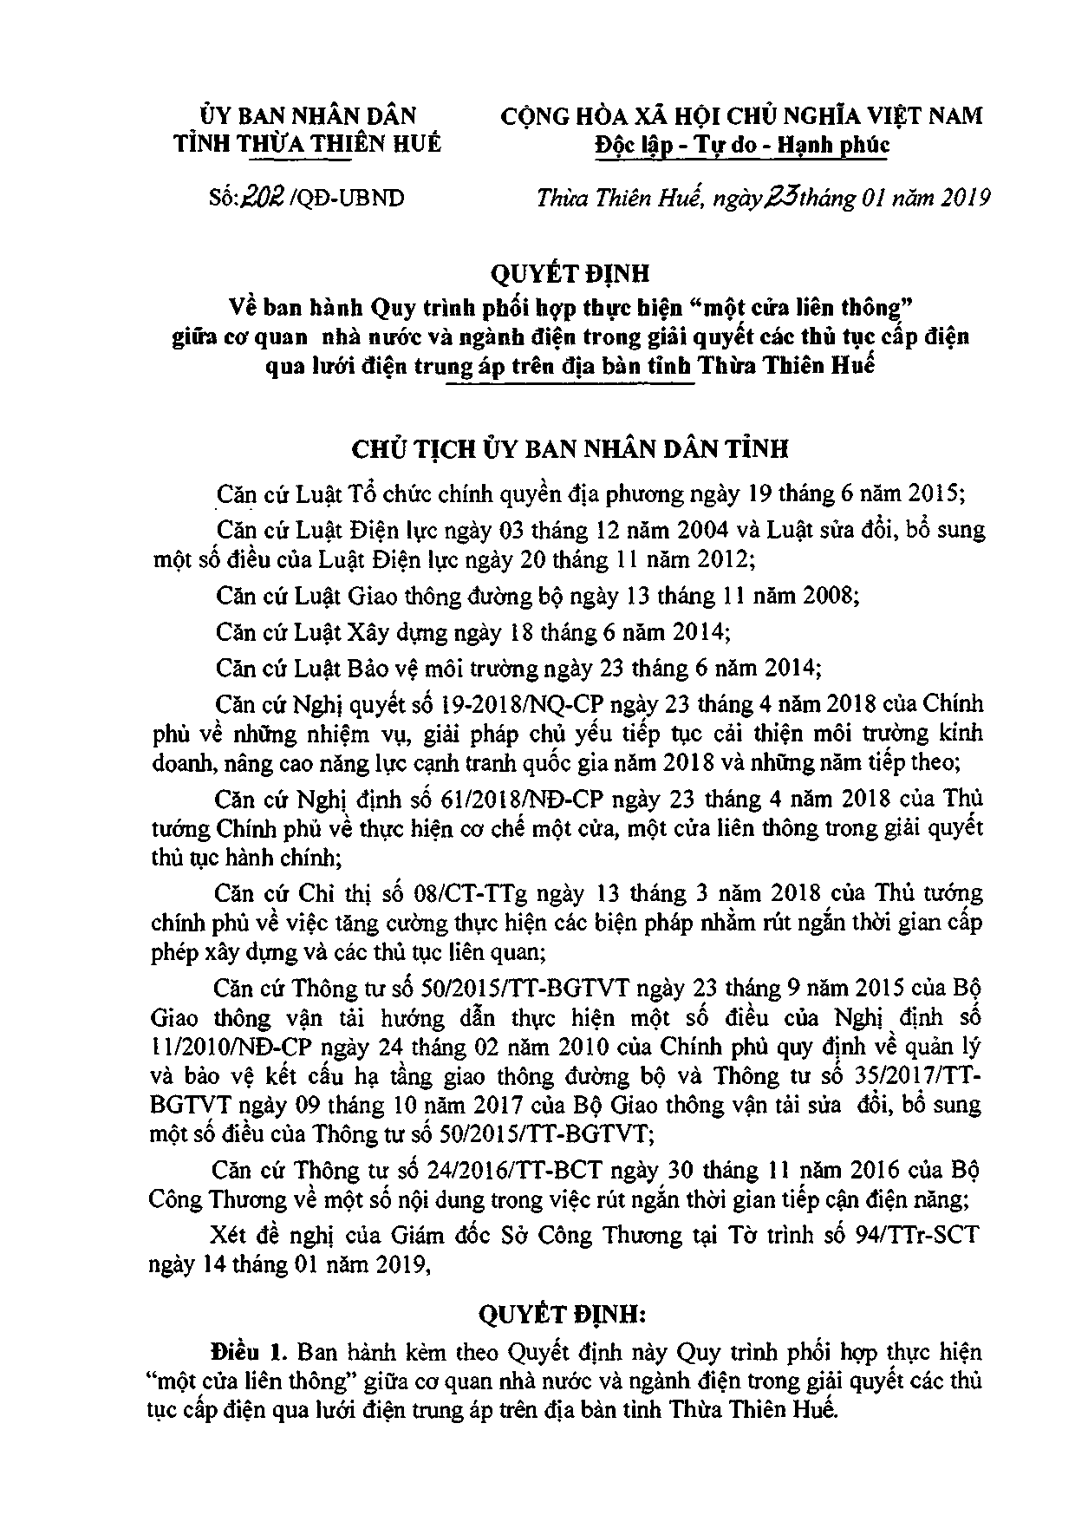 ỦY BAN NHÂN DÂN
TỈNH THỪA THIÊN HUẾ
CỘNG HÒA XÃ HỘI CHỦ NGHĨA VIỆT NAM
Độc lập - Tự do - Hạnh phúc
Số: 202 /QĐ-UBND
Thừa Thiên Huế, ngày 23 tháng 01 năm 2019
QUYẾT ĐỊNH
Về ban hành Quy trình phối hợp thực hiện “một cửa liên thông”
giữa cơ quan nhà nước và ngành điện trong giải quyết các thủ tục cấp điện
qua lưới điện trung áp trên địa bàn tỉnh Thừa Thiên Huế
CHỦ TỊCH ỦY BAN NHÂN DÂN TỈNH
Căn cứ Luật Tổ chức chính quyền địa phương ngày 19 tháng 6 năm 2015;
Căn cứ Luật Điện lực ngày 03 tháng 12 năm 2004 và Luật sửa đổi, bổ sung
một số điều của Luật Điện lực ngày 20 tháng 11 năm 2012;
Căn cứ Luật Giao thông đường bộ ngày 13 tháng 11 năm 2008;
Căn cứ Luật Xây dựng ngày 18 tháng 6 năm 2014;
Căn cứ Luật Bảo vệ môi trường ngày 23 tháng 6 năm 2014;
Căn cứ Nghị quyết số 19-2018/NQ-CP ngày 23 tháng 4 năm 2018 của Chính
phủ về những nhiệm vụ, giải pháp chủ yếu tiếp tục cải thiện môi trường kinh
doanh, nâng cao năng lực cạnh tranh quốc gia năm 2018 và những năm tiếp theo;
Căn cứ Nghị định số 61/2018/NĐ-CP ngày 23 tháng 4 năm 2018 của Thủ
tướng Chính phủ về thực hiện cơ chế một cửa, một cửa liên thông trong giải quyết
thủ tục hành chính;
Căn cứ Chỉ thị số 08/CT-TTg ngày 13 tháng 3 năm 2018 của Thủ tướng
chính phủ về việc tăng cường thực hiện các biện pháp nhằm rút ngắn thời gian cấp
phép xây dựng và các thủ tục liên quan;
Căn cứ Thông tư số 50/2015/TT-BGTVT ngày 23 tháng 9 năm 2015 của Bộ
Giao thông vận tải hướng dẫn thực hiện một số điều của Nghị định số
11/2010/NĐ-CP ngày 24 tháng 02 năm 2010 của Chính phủ quy định về quản lý
và bảo vệ kết cấu hạ tầng giao thông đường bộ và Thông tư số 35/2017/TT-
BGTVT ngày 09 tháng 10 năm 2017 của Bộ Giao thông vận tải sửa đổi, bổ sung
một số điều của Thông tư số 50/2015/TT-BGTVT;
Căn cứ Thông tư số 24/2016/TT-BCT ngày 30 tháng 11 năm 2016 của Bộ
Công Thương về một số nội dung trong việc rút ngắn thời gian tiếp cận điện năng;
Xét đề nghị của Giám đốc Sở Công Thương tại Tờ trình số 94/TTr-SCT
ngày 14 tháng 01 năm 2019,
QUYẾT ĐỊNH:
Điều 1. Ban hành kèm theo Quyết định này Quy trình phối hợp thực hiện
“một cửa liên thông” giữa cơ quan nhà nước và ngành điện trong giải quyết các thủ
tục cấp điện qua lưới điện trung áp trên địa bàn tỉnh Thừa Thiên Huế.